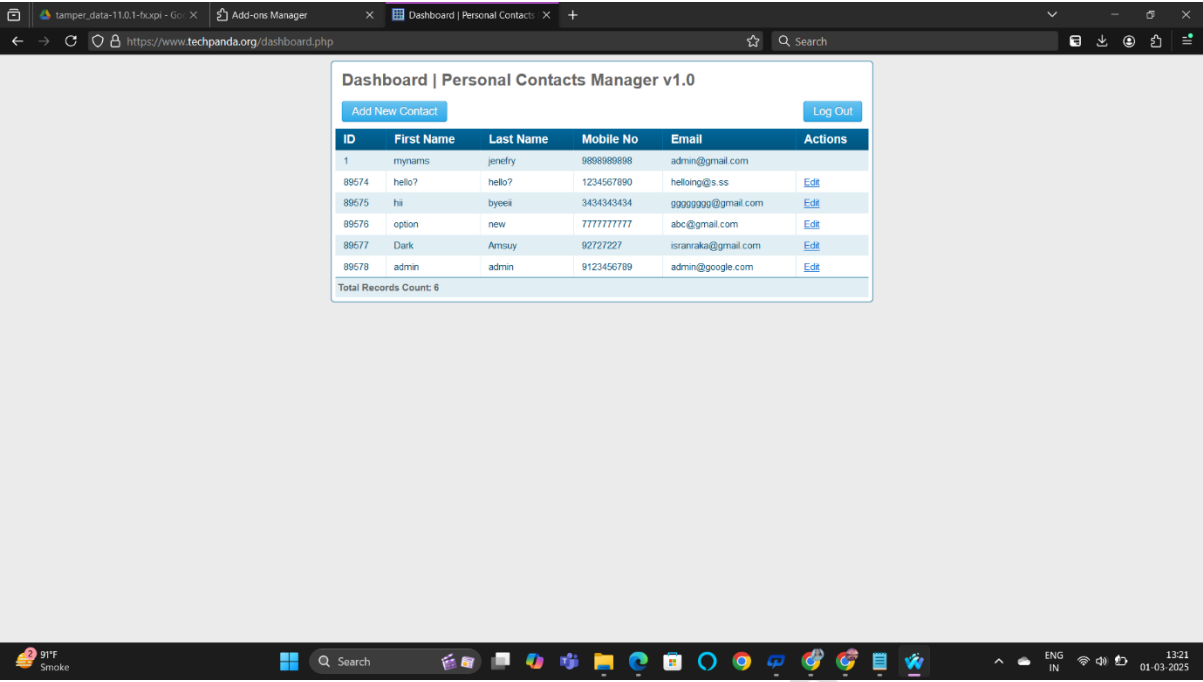 tamper_data-11.0.1-fx.xpi - Go
Add-ons Manager
Dashboard | Personal Contacts
https://www.techpanda.org/dashboard.php
Search
Dashboard | Personal Contacts Manager v1.0
Add New Contact
Log Out
ID First Name Last Name Mobile No Email Actions
1 mynams jenefry 9898989898 admin@gmail.com
89574 hello? hello? 1234567890 helloing@s.ss Edit
89575 hii byeeii 3434343434 gggggggg@gmail.com Edit
89576 option new 7777777777 abc@gmail.com Edit
89577 Dark Amsuy 92727227 isranraka@gmail.com Edit
89578 admin admin 9123456789 admin@google.com Edit
Total Records Count: 6
2
91°F
Smoke
Search
ENG
IN
13:21
01-03-2025